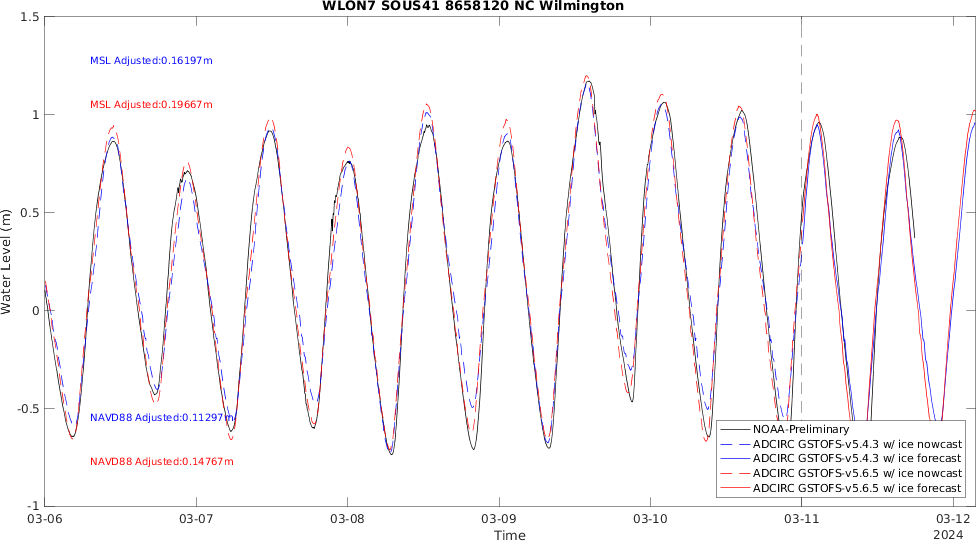 WLON7 SOUS41 8658120 NC Wilmington
1.5
MSL Adjusted:0.16197m
MSL Adjusted:0.19667m
1
0.5
Water Level (m)
0
-0.5
NAVD88 Adjusted:0.11297m
NAVD88 Adjusted:0.14767m
-1
NOAA-Preliminary
ADCIRC GSTOFS-v5.4.3 w/ ice nowcast
ADCIRC GSTOFS-v5.4.3 w/ ice forecast
ADCIRC GSTOFS-v5.6.5 w/ ice nowcast
ADCIRC GSTOFS-v5.6.5 w/ ice forecast
03-06 03-07 03-08 03-09 03-10 03-11 03-12
Time
2024